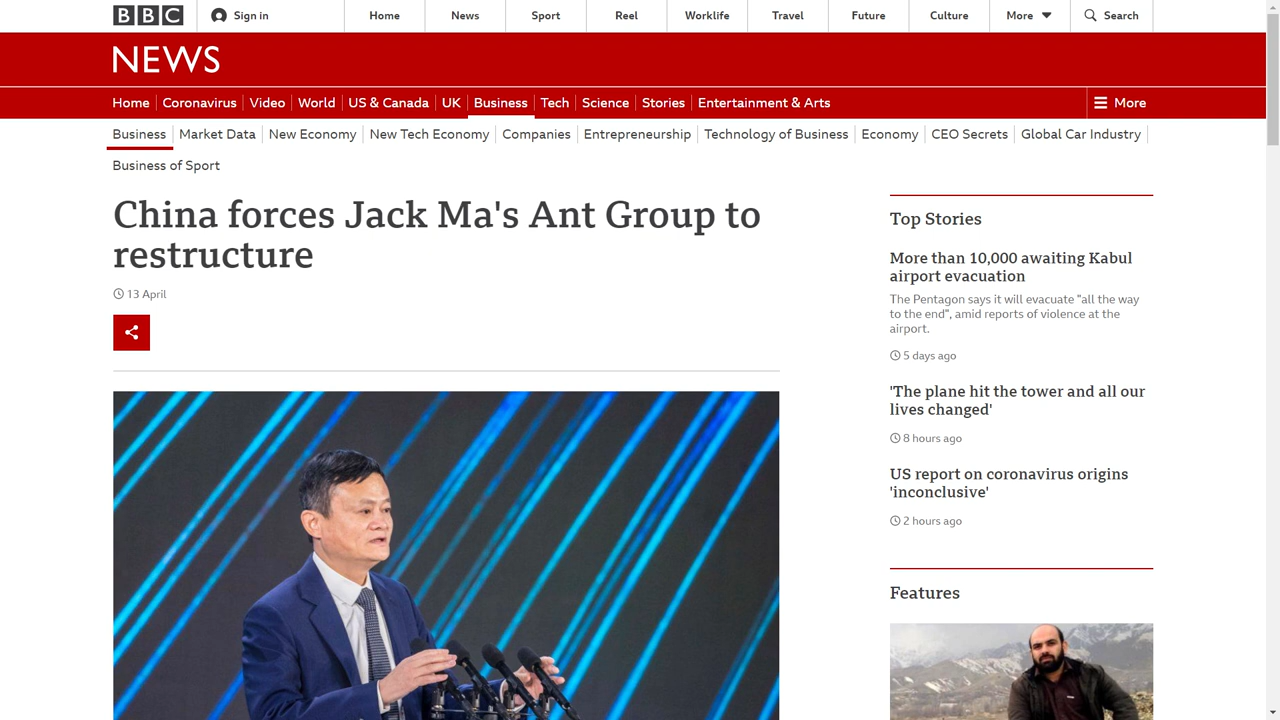 BBC
Sign in
Home
News
Sport
Reel
Worklife
Travel
Future
Culture
More
Search
NEWS
Home
Coronavirus
Video
World
US & Canada
UK
Business
Tech
Science
Stories
Entertainment & Arts
More
Business
Market Data
New Economy
New Tech Economy
Companies
Entrepreneurship
Technology of Business
Economy
CEO Secrets
Global Car Industry
Business of Sport
China forces Jack Ma's Ant Group to
restructure
13 April
Top Stories
More than 10,000 awaiting Kabul
airport evacuation
The Pentagon says it will evacuate "all the way
to the end", amid reports of violence at the
airport.
5 days ago
'The plane hit the tower and all our
lives changed'
8 hours ago
US report on coronavirus origins
'inconclusive'
2 hours ago
Features